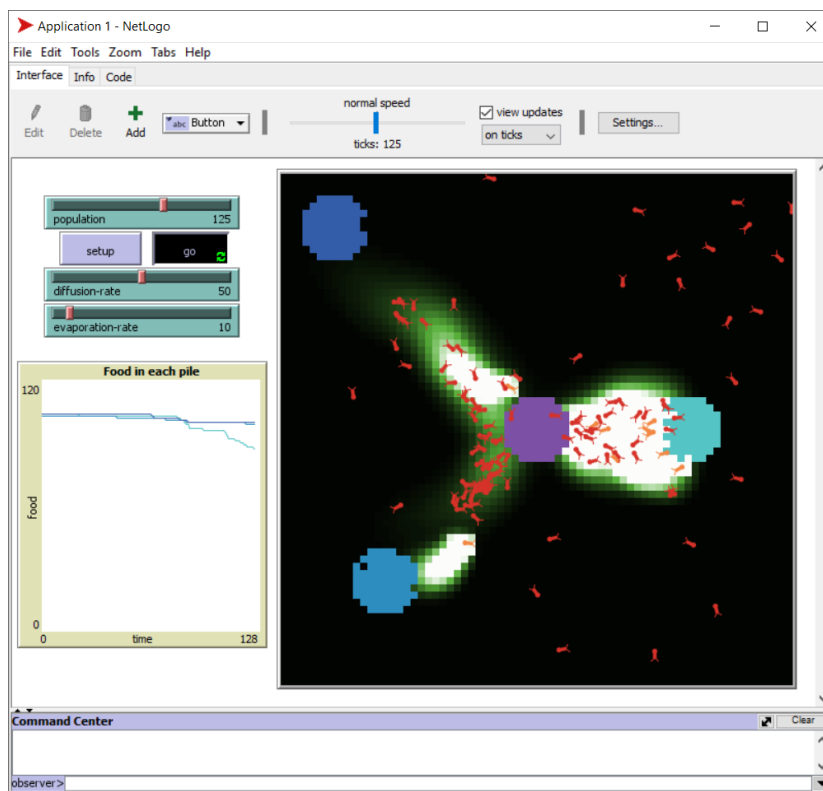 Application 1 - NetLogo
File Edit Tools Zoom Tabs Help
Interface Info Code
normal speed
Edit Delete Add abc Button
view updates
on ticks
Settings...
ticks: 125
population 125
setup go
diffusion-rate 50
evaporation-rate 10
Food in each pile
120
food
0
0 time 128
Command Center
Clear
observer>